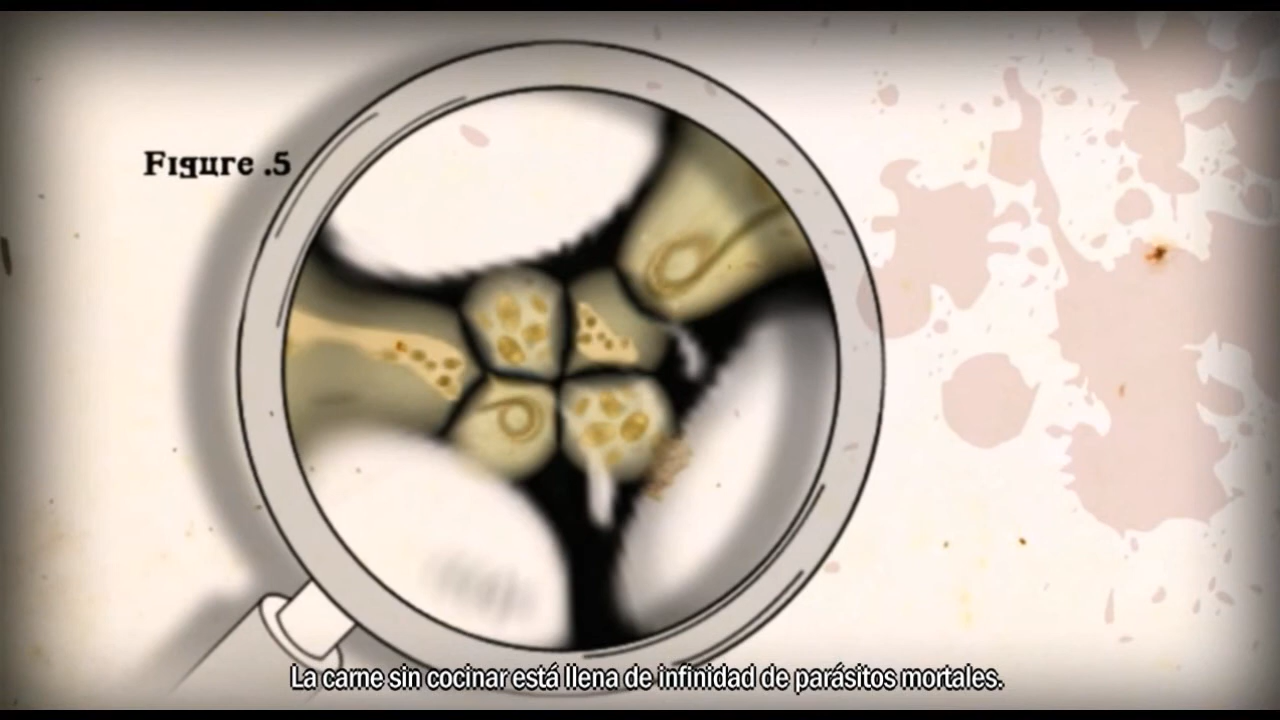 Figure .5
La carne sin cocinar está llena de infinidad de parásitos mortales.